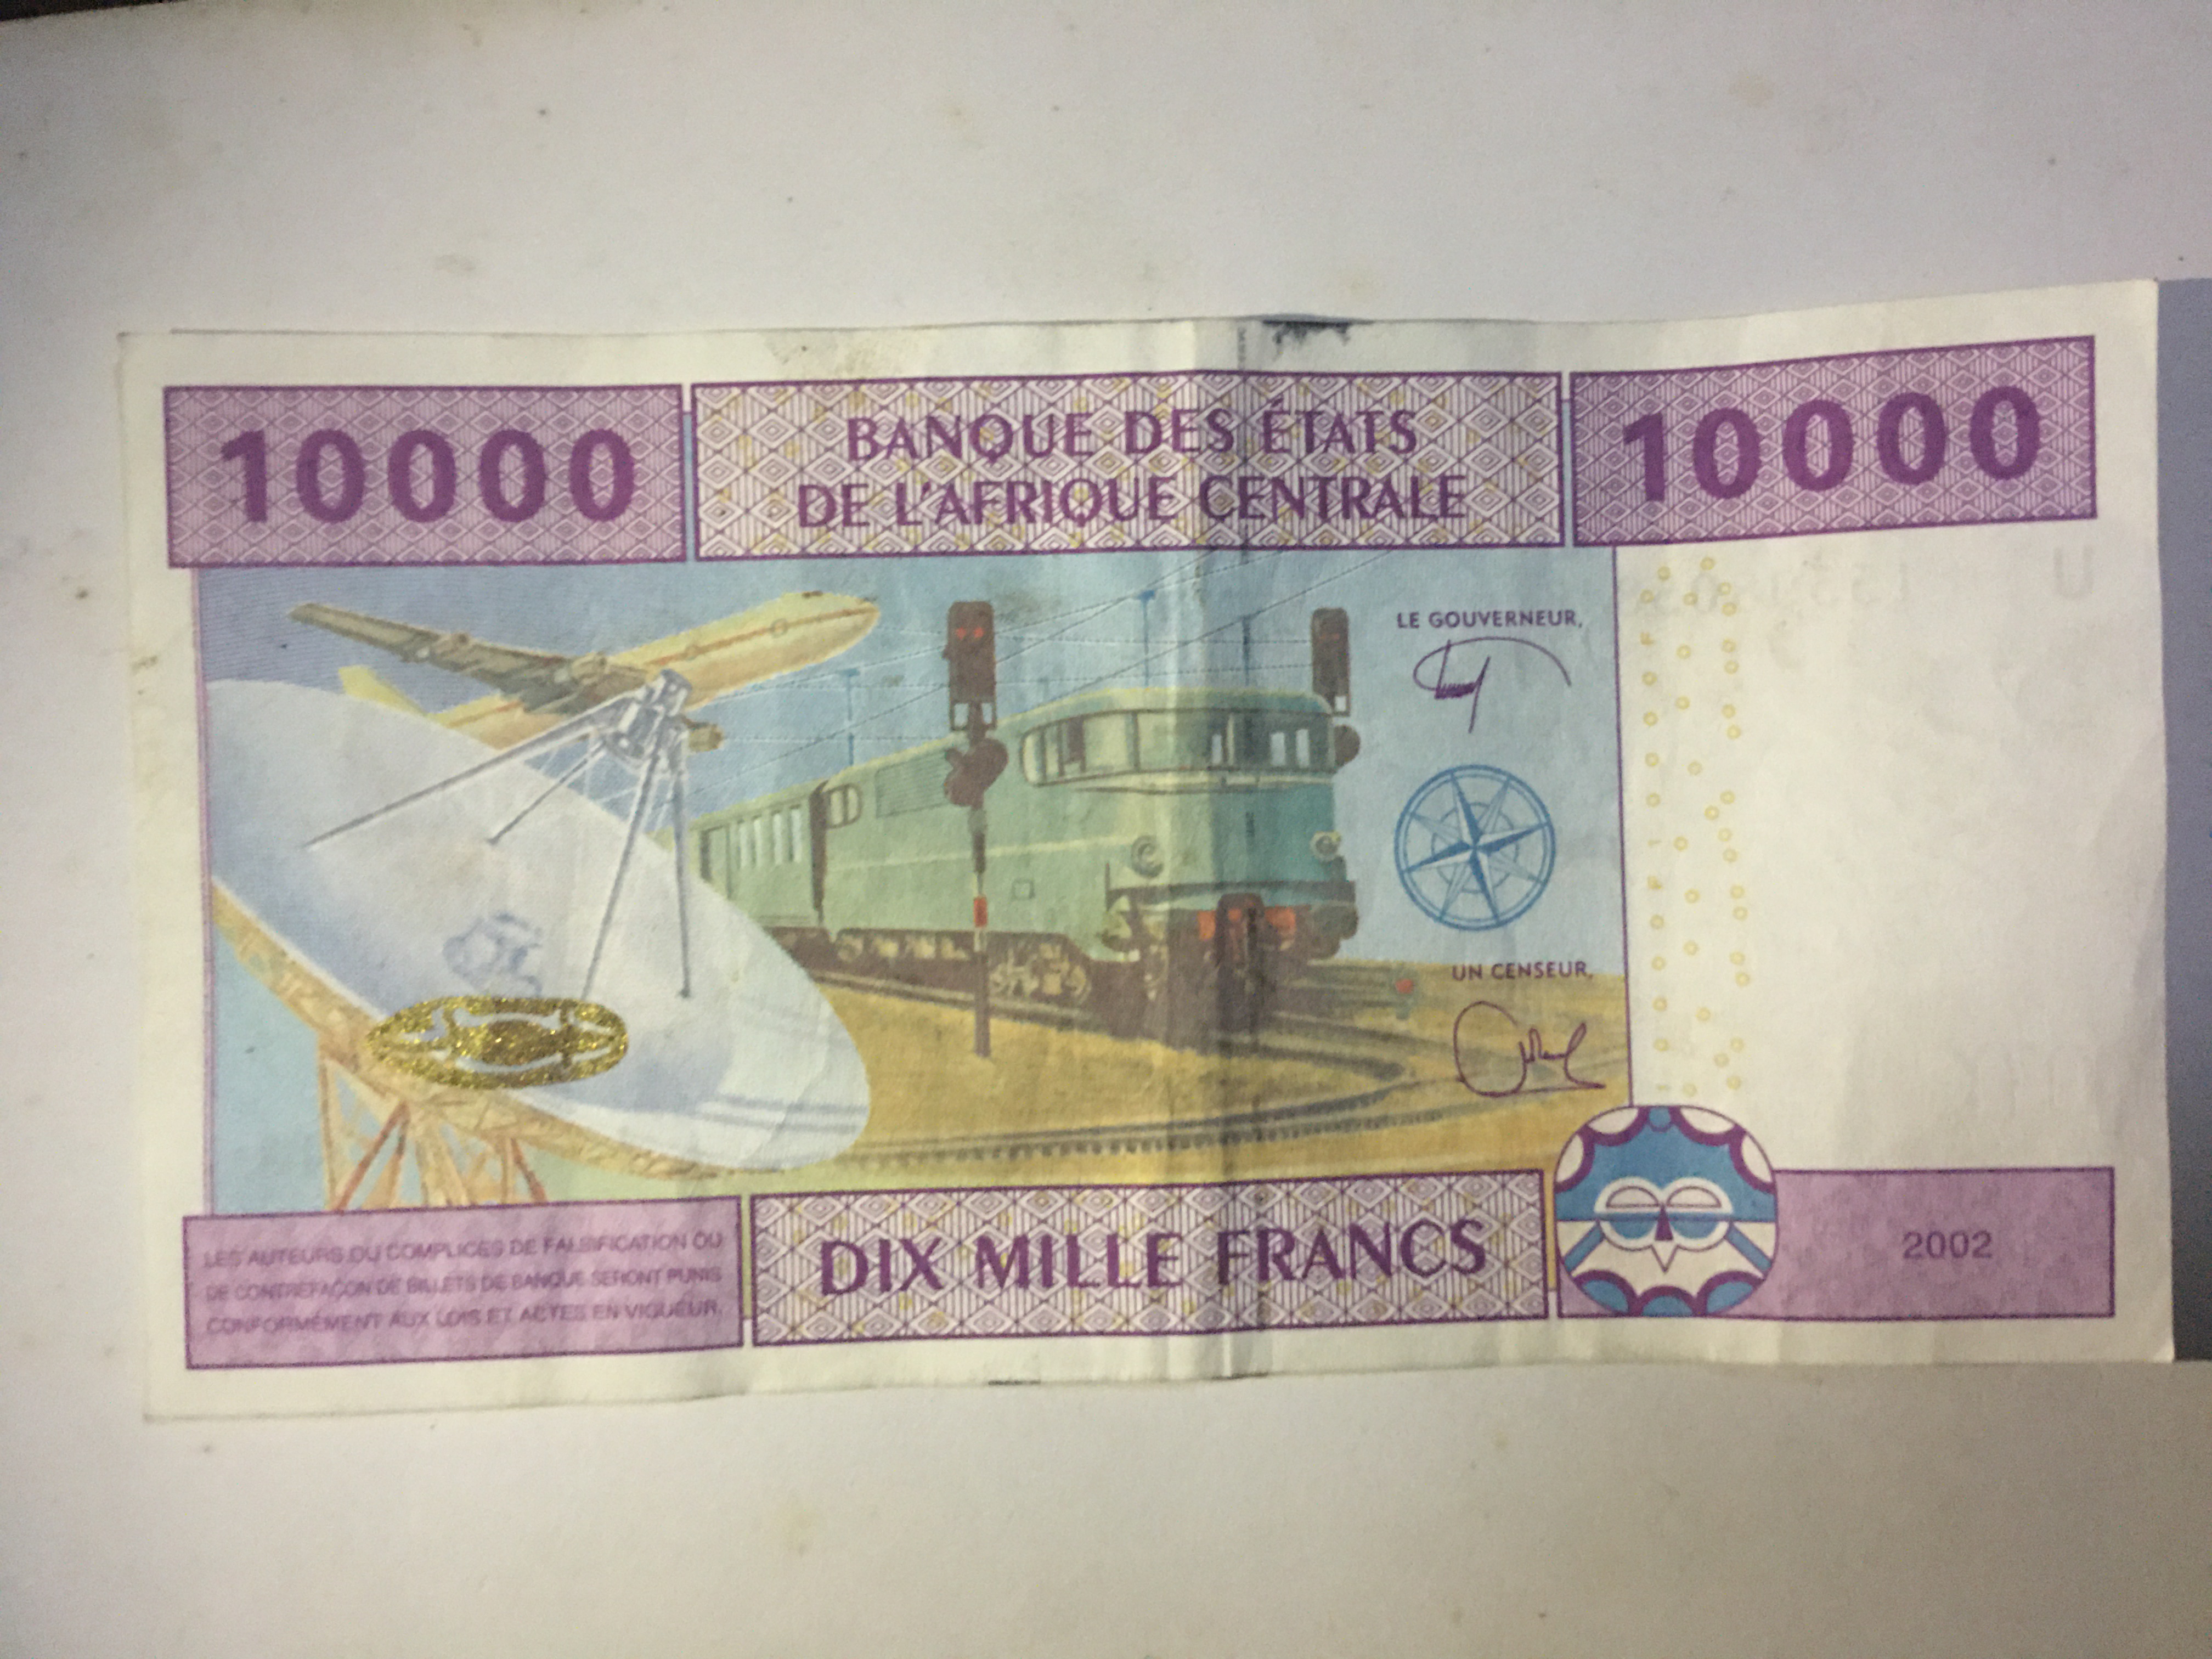 10000
BANQUE DES ÉTATS
DE L'AFRIQUE CENTRALE
10000
LE GOUVERNEUR,
UN CENSEUR,
LES AUTEURS OU COMPLICES DE FALSIFICATION OU
DE CONTREFAÇON DE BILLETS DE BANQUE SERONT PUNIS
CONFORMÉMENT AUX LOIS ET ACTES EN VIGUEUR.
DIX MILLE FRANCS
2002